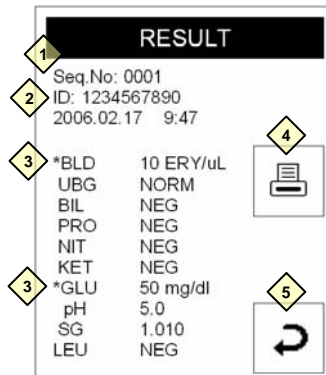 RESULT
1
Seq.No: 0001
2 ID: 1234567890
2006.02.17 9:47
4
3 *BLD 10 ERY/uL
UBG NORM
BIL NEG
PRO NEG
NIT NEG
KET NEG
3 *GLU 50 mg/dl
5
pH 5.0
SG 1.010
LEU NEG